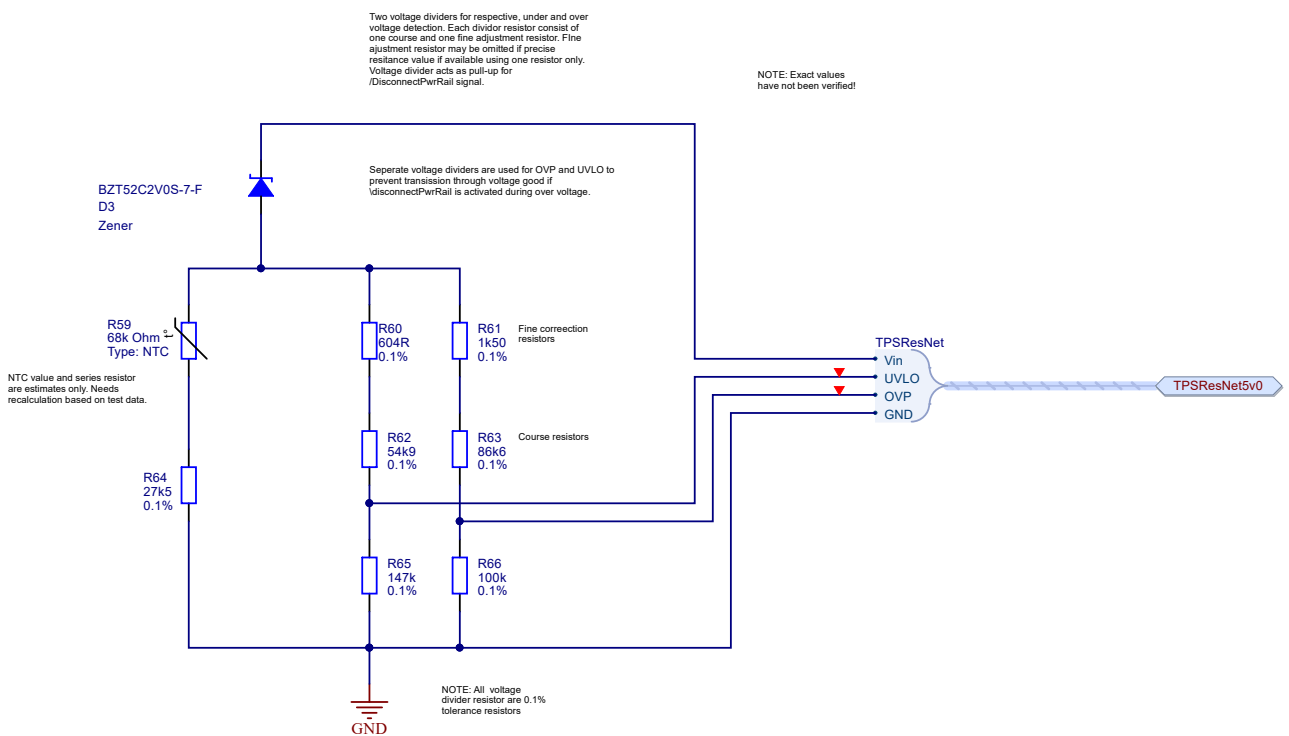 Two voltage dividers for respective, under and over
voltage detection. Each dividor resistor consist of
one course and one fine adjustment resistor. FIne
ajustment resistor may be omitted if precise
resitance value if available using one resistor only.
Voltage divider acts as pull-up for
/DisconnectPwrRail signal.
NOTE: Exact values
have not been verified!
Seperate voltage dividers are used for OVP and UVLO to
prevent transission through voltage good if
\disconnectPwrRail is activated during over voltage.
BZT52C2V0S-7-F
D3
Zener
R59
68k Ohm
Type: NTC
t°
R60
604R
0.1%
R61
1k50
0.1%
Fine correection
resistors
NTC value and series resistor
are estimates only. Needs
recalculation based on test data.
R62
54k9
0.1%
R63
86k6
0.1%
Course resistors
R64
27k5
0.1%
R65
147k
0.1%
R66
100k
0.1%
TPSResNet
Vin
UVLO
OVP
GND
TPSResNet5v0
NOTE: All voltage
divider resistor are 0.1%
tolerance resistors
GND